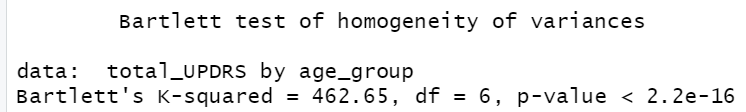 Bartlett test of homogeneity of variances
data:  total_UPDRS by age_group
Bartlett's K-squared = 462.65, df = 6, p-value < 2.2e-16